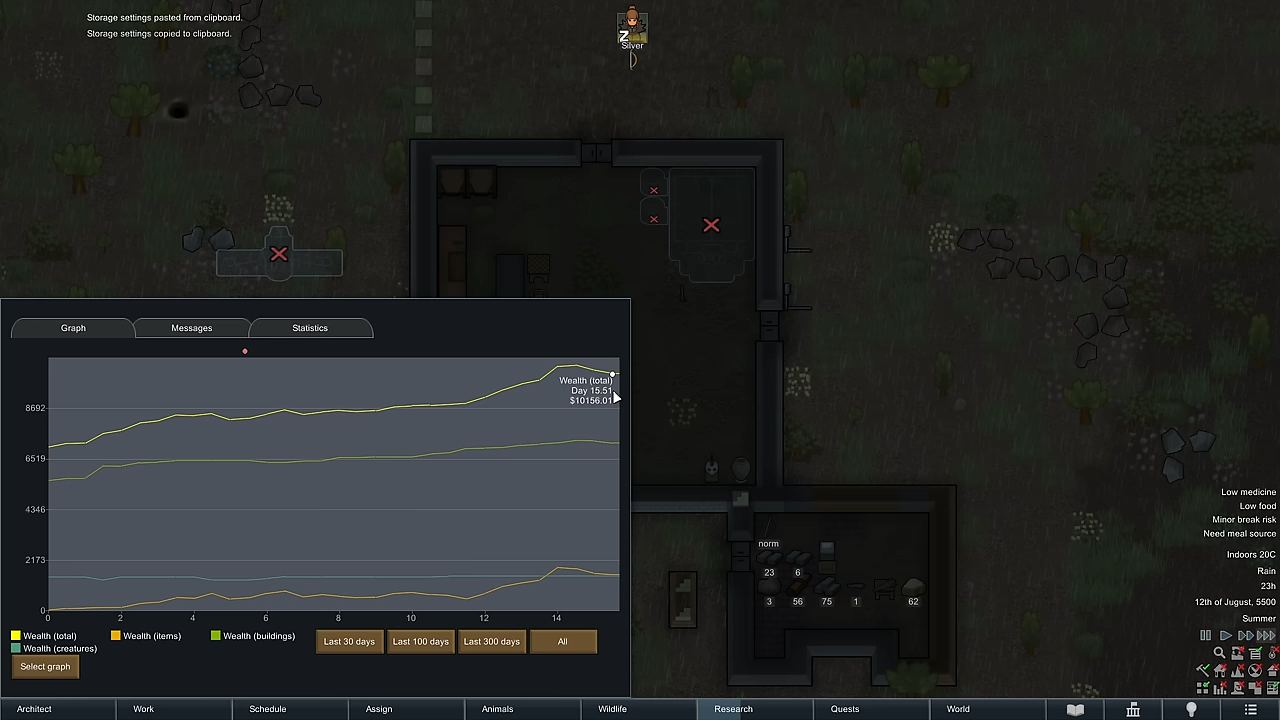 Storage settings pasted from clipboard.
Storage settings copied to clipboard.
Z
Silver
Graph
Messages
Statistics
Wealth (total)
Day 15.51
$10156.01
8692
6519
4346
2173
0
0 2 4 6 8 10 12 14
Wealth (total)
Wealth (items)
Wealth (buildings)
Wealth (creatures)
Last 30 days
Last 100 days
Last 300 days
All
Select graph
norm
23 6
3 56 75 1 62
Low medicine
Low food
Minor break risk
Need meal source
Indoors 20C
Rain
23h
12th of Jugust, 5500
Summer
Architect
Work
Schedule
Assign
Animals
Wildlife
Research
Quests
World